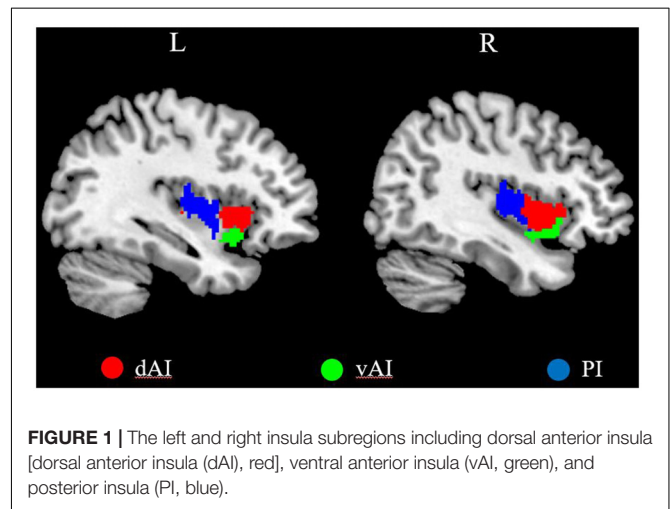 L R
dAI vAI PI
FIGURE 1 | The left and right insula subregions including dorsal anterior insula
[dorsal anterior insula (dAI), red], ventral anterior insula (vAI, green), and
posterior insula (PI, blue).